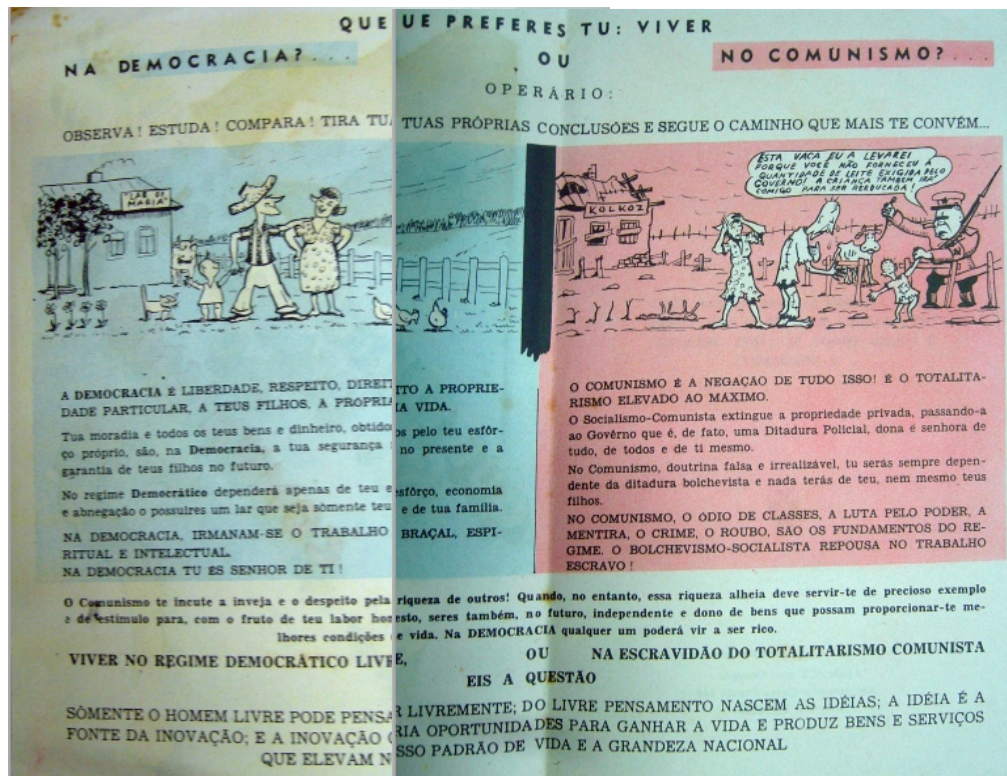 QUE PREFERES TU: VIVER
NA DEMOCRACIA?...
OU
NO COMUNISMO?...
OPERÁRIO:
OBSERVA! ESTUDA! COMPARA! TIRA TUAS PRÓPRIAS CONCLUSÕES E SEGUE O CAMINHO QUE MAIS TE CONVÉM...
LAR DE
MARIA
A DEMOCRACIA É LIBERDADE, RESPEITO, DIREITO A PROPRIE-
DADE PARTICULAR, A TEUS FILHOS, A PRÓPRIA VIDA.
Tua moradia e todos os teus bens e dinheiro, obtidos pelo teu esfôr-
ço próprio, são, na Democracia, a tua segurança no presente e a
garantia de teus filhos no futuro.
No regime Democrático dependerá apenas de teu esfôrço, economia
e abnegação o possuires um lar que seja sòmente teu e de tua família.
NA DEMOCRACIA, IRMANAM-SE O TRABALHO BRAÇAL, ESPI-
RITUAL E INTELECTUAL.
NA DEMOCRACIA TU ÉS SENHOR DE TI!
ESTA VACA EU A LEVAREI
PORQUE VOCÊ NÃO FORNECEU A
QUANTIDADE DE LEITE EXIGIDA PELO
GOVÊRNO! A CRIANÇA TAMBEM IRÁ
COMIGO PARA SER REEDUCADA!
KOLKOZ
O COMUNISMO É A NEGAÇÃO DE TUDO ISSO! É O TOTALITA-
RISMO ELEVADO AO MÁXIMO.
O Socialismo-Comunista extingue a propriedade privada, passando-a
ao Govêrno que é, de fato, uma Ditadura Policial, dona e senhora de
tudo, de todos e de ti mesmo.
No Comunismo, doutrina falsa e irrealizável, tu serás sempre depen-
dente da ditadura bolchevista e nada terás de teu, nem mesmo teus
filhos.
NO COMUNISMO, O ÓDIO DE CLASSES, A LUTA PELO PODER, A
MENTIRA, O CRIME, O ROUBO, SÃO OS FUNDAMENTOS DO RE-
GIME. O BOLCHEVISMO-SOCIALISTA REPOUSA NO TRABALHO
ESCRAVO!
O Comunismo te incute a inveja e o despeito pela riqueza de outros! Quando, no entanto, essa riqueza alheia deve servir-te de precioso exemplo
e de estímulo para, com o fruto de teu labor honesto, seres também, no futuro, independente e dono de bens que possam proporcionar-te me-
lhores condições de vida. Na DEMOCRACIA qualquer um poderá vir a ser rico.
VIVER NO REGIME DEMOCRÁTICO LIVRE, OU NA ESCRAVIDÃO DO TOTALITARISMO COMUNISTA
EIS A QUESTÃO
SÒMENTE O HOMEM LIVRE PODE PENSAR LIVREMENTE; DO LIVRE PENSAMENTO NASCEM AS IDÉIAS; A IDÉIA É A
FONTE DA INOVAÇÃO; E A INOVAÇÃO CRIA OPORTUNIDADES PARA GANHAR A VIDA E PRODUZ BENS E SERVIÇOS
QUE ELEVAM NOSSO PADRÃO DE VIDA E A GRANDEZA NACIONAL